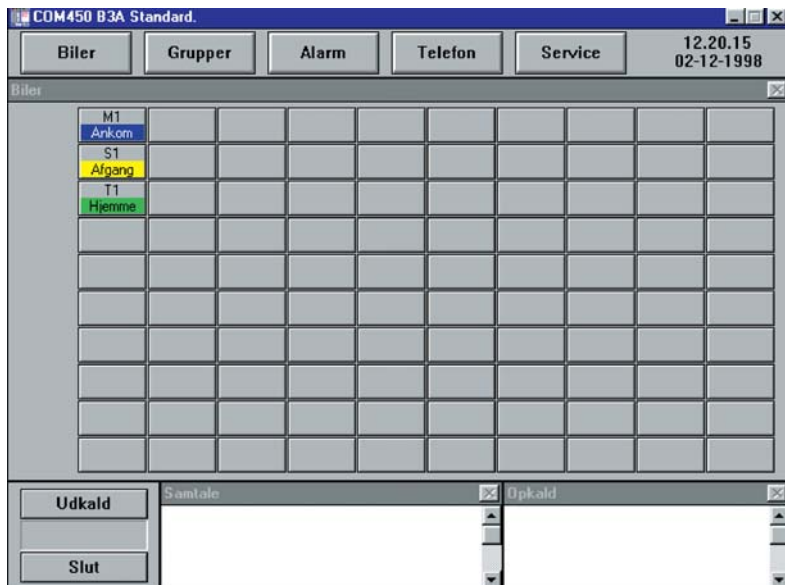 COM450 B3A Standard.
Biler
Grupper
Alarm
Telefon
Service
12.20.15
02-12-1998
Biler
M1
Ankom
S1
Afgang
T1
Hjemme
Udkald
Slut
Samtale
Opkald